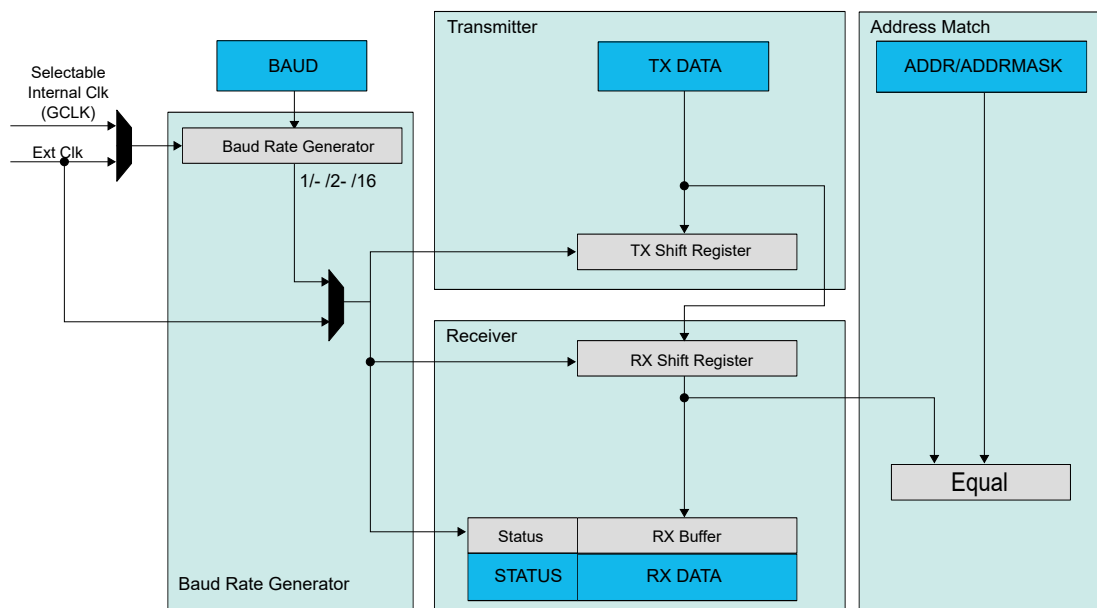 Transmitter
Address Match
BAUD
TX DATA
ADDR/ADDRMASK
Selectable
Internal Clk
(GCLK)
Ext Clk
Baud Rate Generator
1/- /2- /16
TX Shift Register
Receiver
RX Shift Register
Equal
Status
RX Buffer
STATUS
RX DATA
Baud Rate Generator